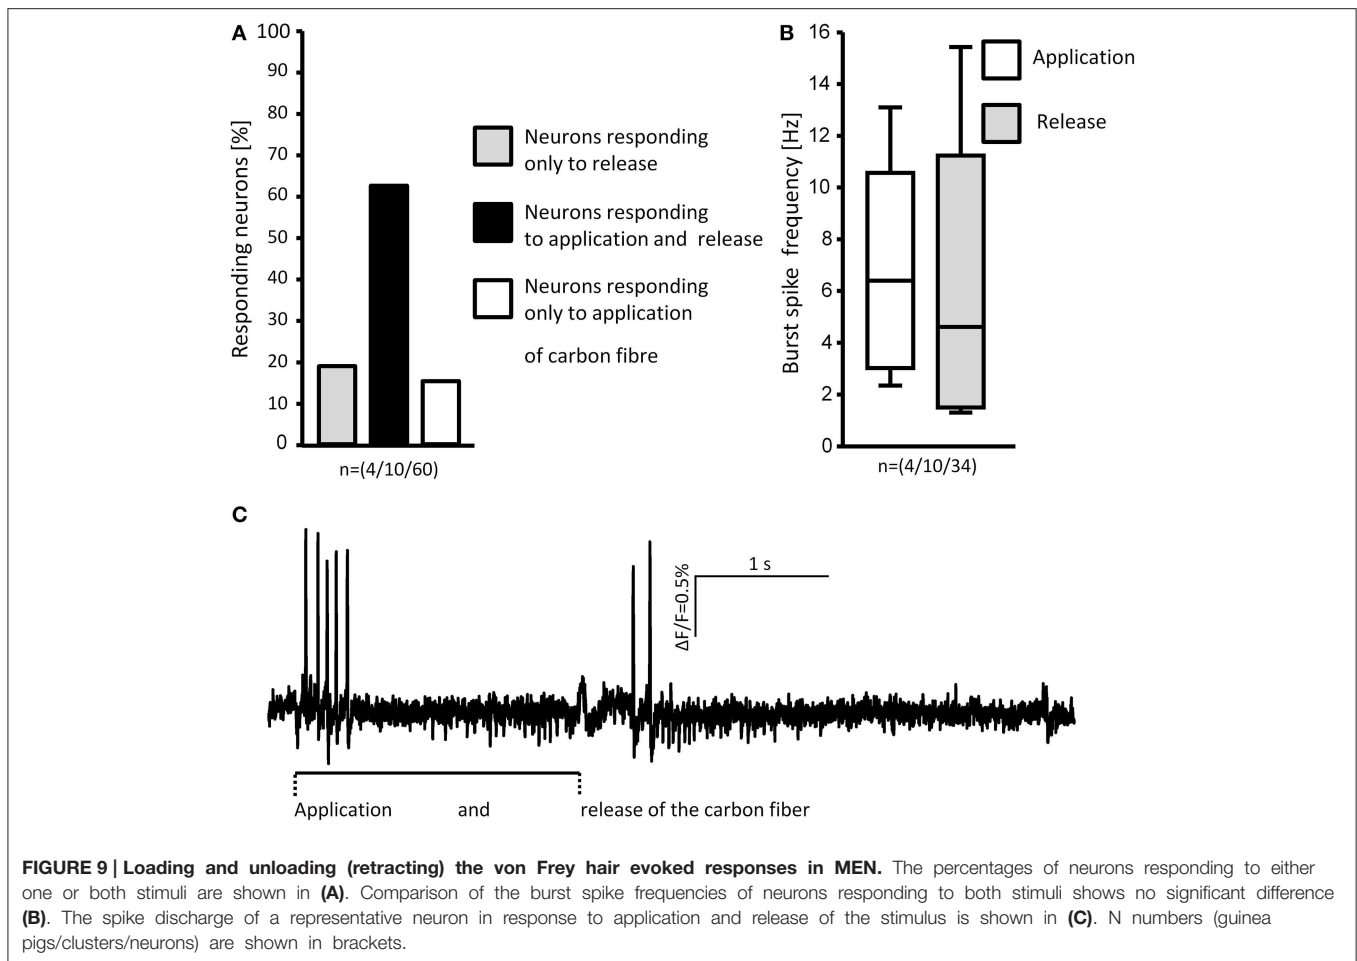 A
100
90
80
70
60
50
40
30
20
10
0
Responding neurons [%]
n=(4/10/60)
Neurons responding
only to release
Neurons responding
to application and release
Neurons responding
only to application
of carbon fibre
B
16
14
12
10
8
6
4
2
0
Burst spike frequency [Hz]
n=(4/10/34)
Application
Release
C
1 s
ΔF/F=0.5%
Application and release of the carbon fiber
FIGURE 9 | Loading and unloading (retracting) the von Frey hair evoked responses in MEN. The percentages of neurons responding to either
one or both stimuli are shown in (A). Comparison of the burst spike frequencies of neurons responding to both stimuli shows no significant difference
(B). The spike discharge of a representative neuron in response to application and release of the stimulus is shown in (C). N numbers (guinea
pigs/clusters/neurons) are shown in brackets.